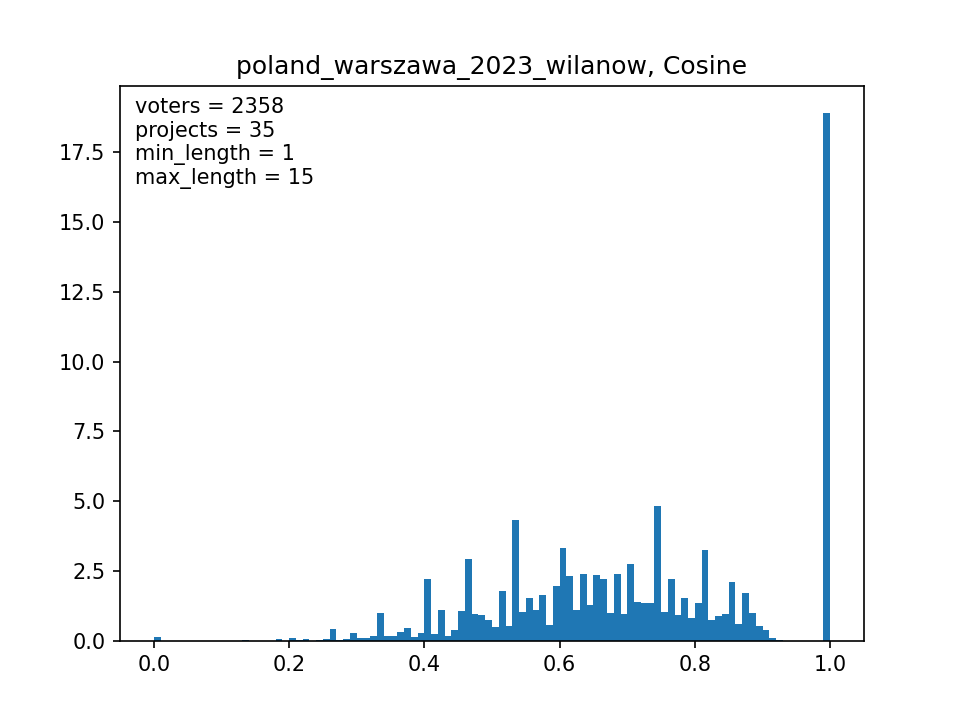 poland_warszawa_2023_wilanow, Cosine
voters = 2358
projects = 35
min_length = 1
max_length = 15
17.5
15.0
12.5
10.0
7.5
5.0
2.5
0.0
0.0 0.2 0.4 0.6 0.8 1.0